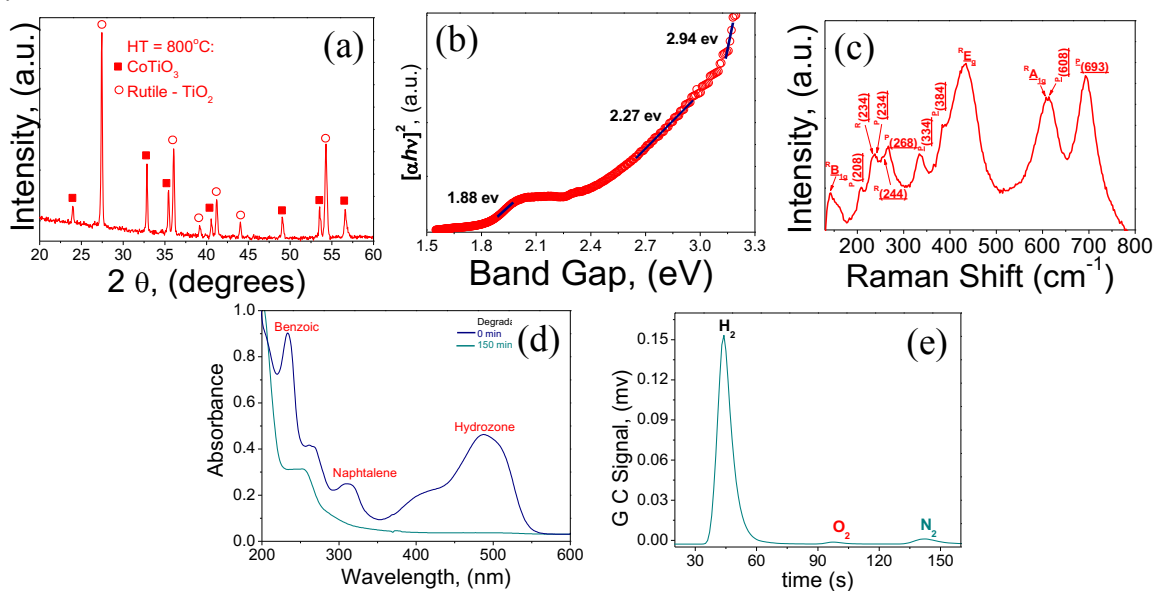 (a)
HT = 800°C:
■ CoTiO₃
○ Rutile - TiO₂
Intensity, (a.u.)
20 25 30 35 40 45 50 55 60
2 θ, (degrees)
(b)
2.94 ev
2.27 ev
1.88 ev
[αhν]², (a.u.)
1.5 1.8 2.1 2.4 2.7 3.0 3.3
Band Gap, (eV)
(c)
ᴿB₁g
ᴾ(208)
ᴿ(234)
ᴾ(234)
ᴿ(244)
ᴾ(268)
ᴾ(334)
ᴾ(384)
ᴿEg
ᴿA₁g
ᴾ(608)
ᴾ(693)
Intensity, (a.u.)
200 300 400 500 600 700 800
Raman Shift (cm⁻¹)
(d)
Degrada
0 min
150 min
Benzoic
Naphtalene
Hydrozone
Absorbance
1.0
0.8
0.6
0.4
0.2
0.0
200 300 400 500 600
Wavelength, (nm)
(e)
H₂
O₂
N₂
G C Signal, (mv)
0.15
0.12
0.09
0.06
0.03
0.00
30 60 90 120 150
time (s)